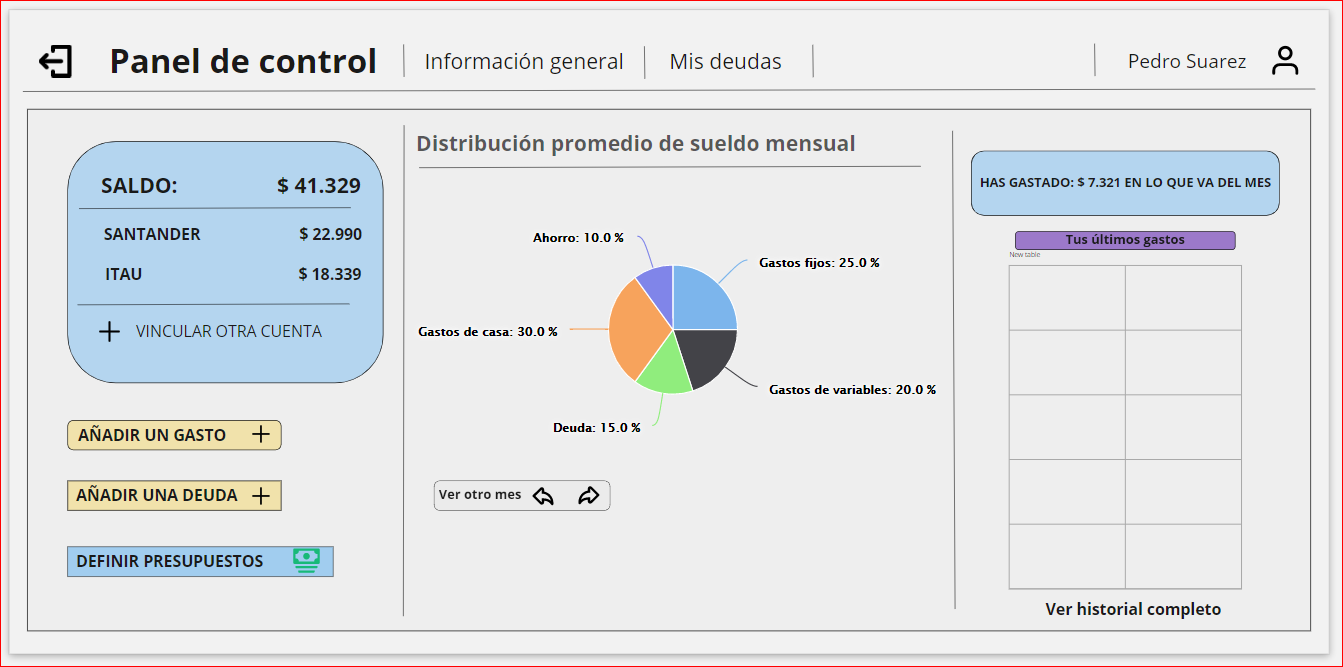 Panel de control
Información general
Mis deudas
Pedro Suarez
SALDO: $ 41.329
SANTANDER $ 22.990
ITAU $ 18.339
VINCULAR OTRA CUENTA
AÑADIR UN GASTO
AÑADIR UNA DEUDA
DEFINIR PRESUPUESTOS
Distribución promedio de sueldo mensual
Ahorro: 10.0 %
Gastos fijos: 25.0 %
Gastos de casa: 30.0 %
Gastos de variables: 20.0 %
Deuda: 15.0 %
Ver otro mes
HAS GASTADO: $ 7.321 EN LO QUE VA DEL MES
Tus últimos gastos
New table
Ver historial completo